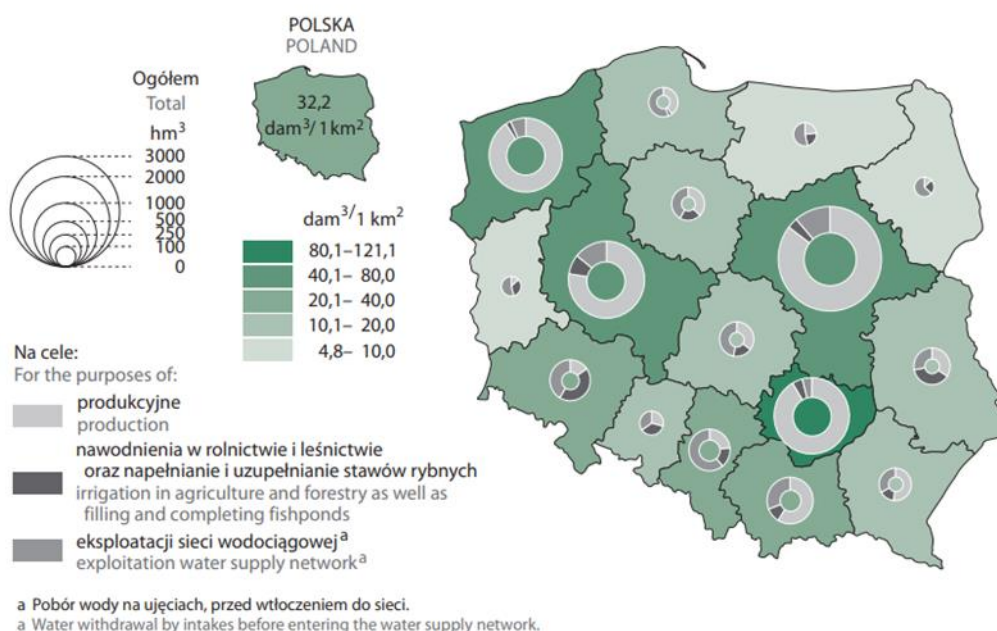 POLSKA
POLAND
32,2
dam³/1 km²
Ogółem
Total
hm³
3000
2000
1000
500
250
100
0
dam³/1 km²
80,1–121,1
40,1– 80,0
20,1– 40,0
10,1– 20,0
4,8– 10,0
Na cele:
For the purposes of:
produkcyjne
production
nawodnienia w rolnictwie i leśnictwie
oraz napełnianie i uzupełnianie stawów rybnych
irrigation in agriculture and forestry as well as
filling and completing fishponds
eksploatacji sieci wodociągowejᵃ
exploitation water supply networkᵃ
a Pobór wody na ujęciach, przed wtłoczeniem do sieci.
a Water withdrawal by intakes before entering the water supply network.